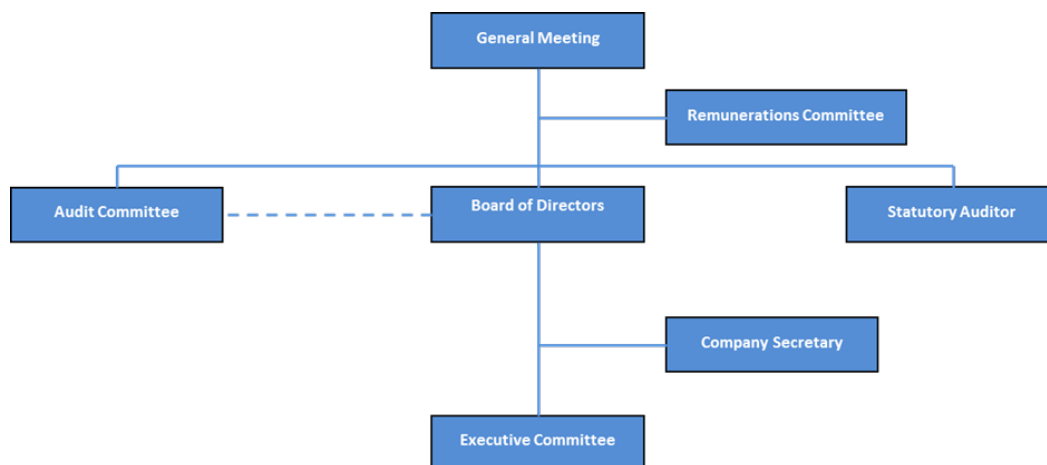 General Meeting
Remunerations Committee
Audit Committee
Board of Directors
Statutory Auditor
Company Secretary
Executive Committee